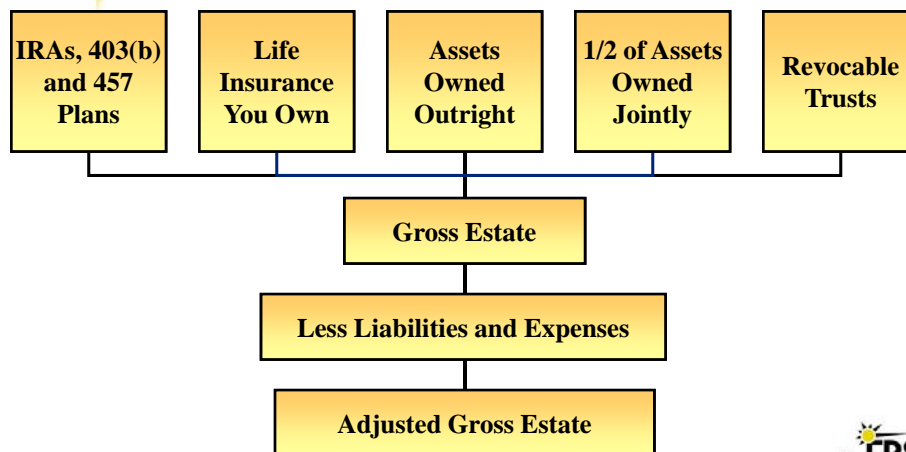 IRAs, 403(b)
and 457
Plans
Life
Insurance
You Own
Assets
Owned
Outright
1/2 of Assets
Owned
Jointly
Revocable
Trusts
Gross Estate
Less Liabilities and Expenses
Adjusted Gross Estate